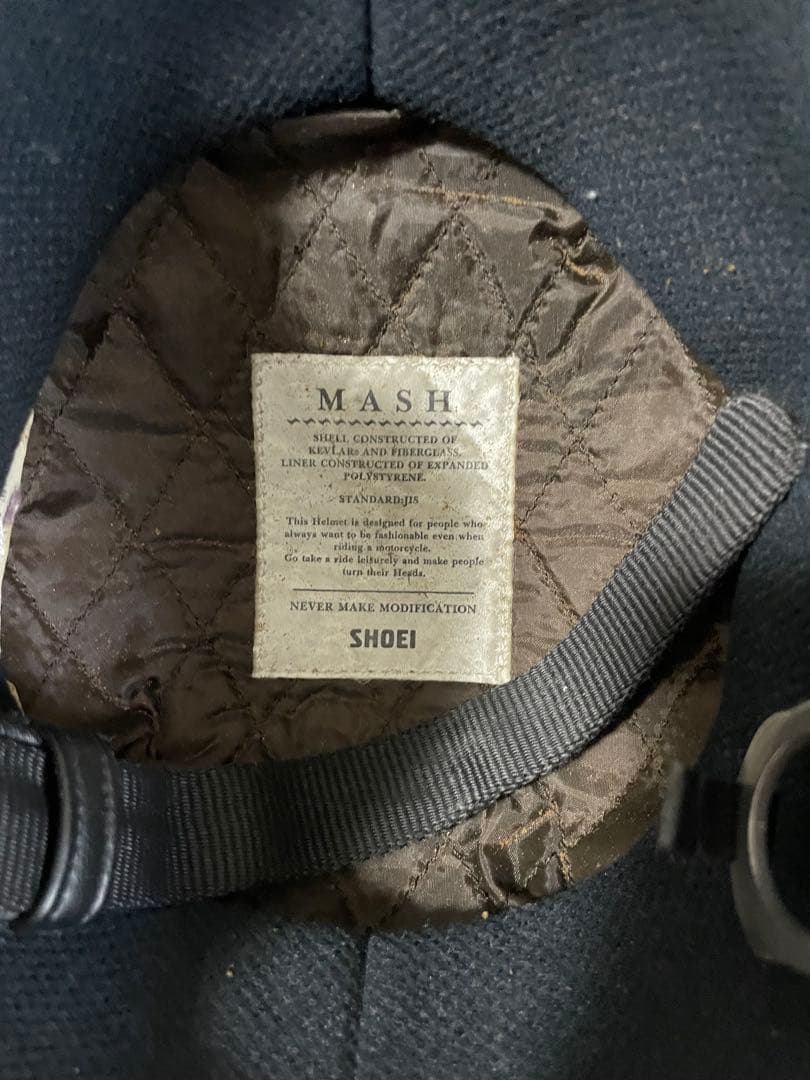 MASH
SHELL CONSTRUCTED OF
KEVLAR® AND FIBERGLASS.
LINER CONSTRUCTED OF EXPANDED
POLYSTYRENE.
STANDARD:JIS
This Helmet is designed for people who
always want to be fashionable even when
riding a motorcycle.
Go take a ride leisurely and make people
turn their Heads.
NEVER MAKE MODIFICATION
SHOEI